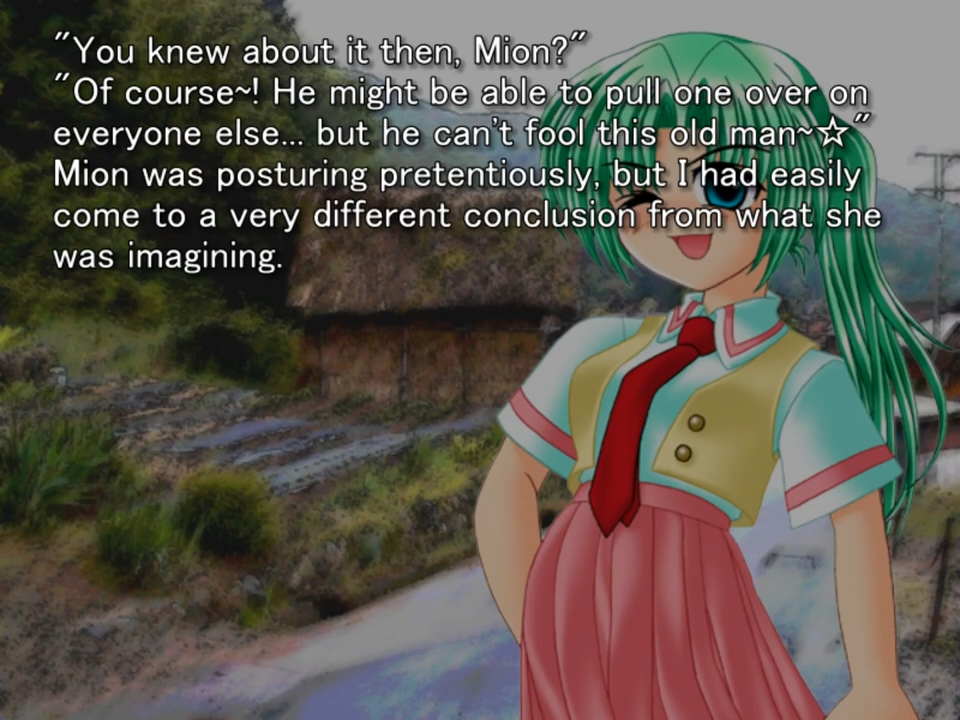 "You knew about it then, Mion?"
"Of course~! He might be able to pull one over on
everyone else... but he can't fool this old man~☆"
Mion was posturing pretentiously, but I had easily
come to a very different conclusion from what she
was imagining.